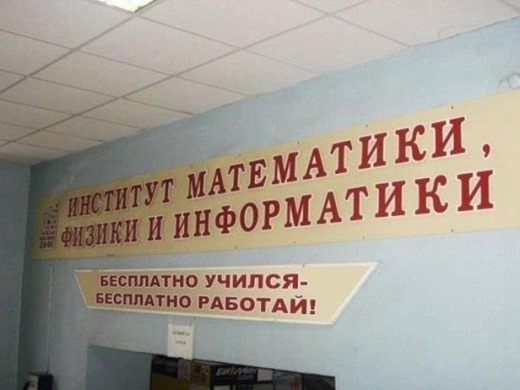 ИНСТИТУТ МАТЕМАТИКИ,
ФИЗИКИ И ИНФОРМАТИКИ
БЕСПЛАТНО УЧИЛСЯ-
БЕСПЛАТНО РАБОТАЙ!